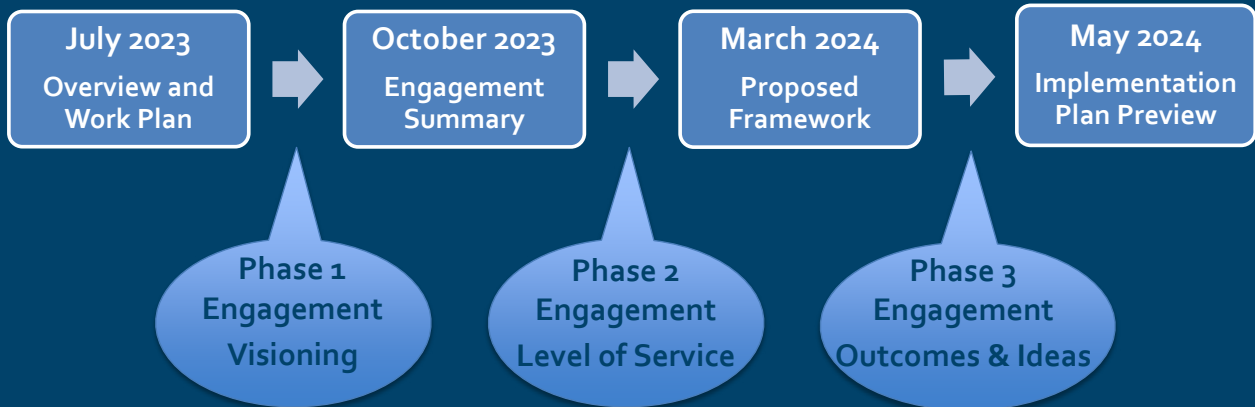 July 2023
Overview and
Work Plan
October 2023
Engagement
Summary
March 2024
Proposed
Framework
May 2024
Implementation
Plan Preview
Phase 1
Engagement
Visioning
Phase 2
Engagement
Level of Service
Phase 3
Engagement
Outcomes & Ideas